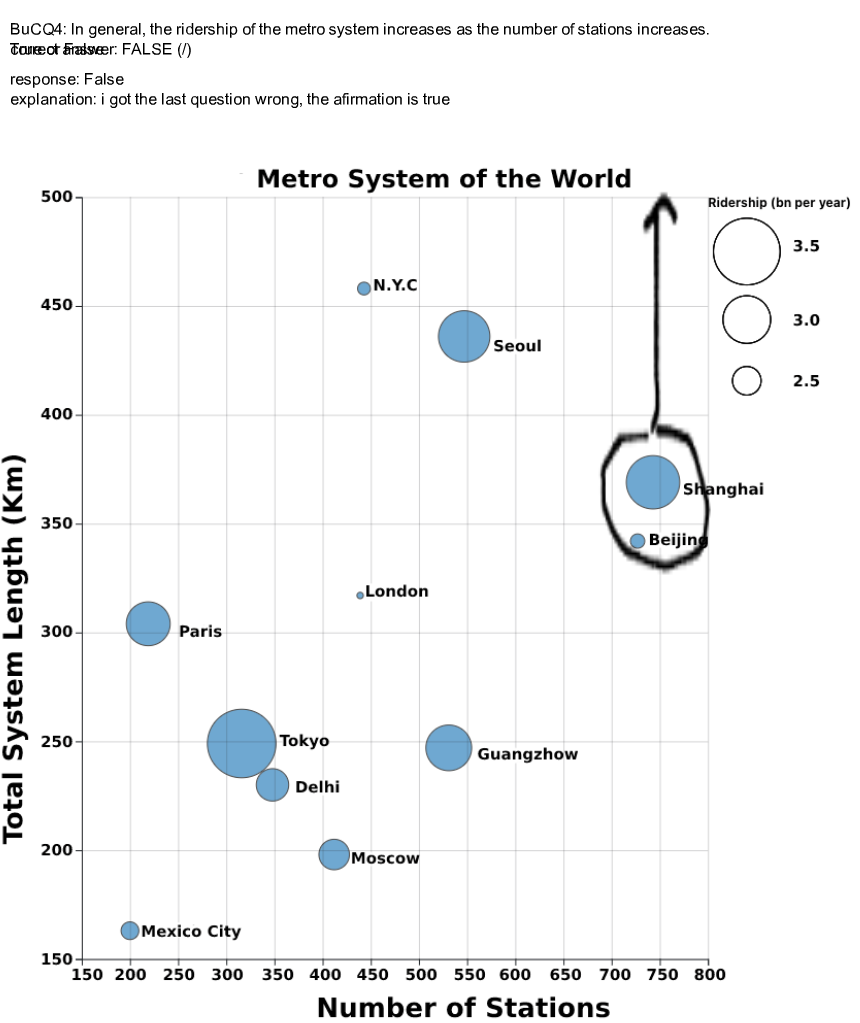 BuCQ4: In general, the ridership of the metro system increases as the number of stations increases.
True or False
correct answer: FALSE (/)
response: False
explanation: i got the last question wrong, the afirmation is true
Metro System of the World
Ridership (bn per year)
3.5
3.0
2.5
500
450
400
350
300
250
200
150
Total System Length (Km)
N.Y.C
Seoul
Shanghai
Beijing
London
Paris
Tokyo
Guangzhow
Delhi
Moscow
Mexico City
150 200 250 300 350 400 450 500 550 600 650 700 750 800
Number of Stations